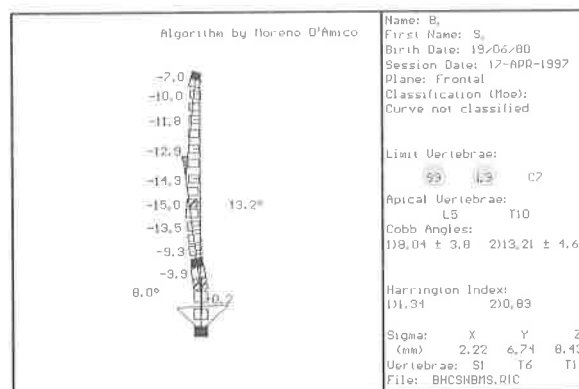 Algorithm by Moreno D'Amico
-7,0
-10,0
-11,8
-12,9
-14,3
-15,0
13.2°
-13,5
-9,3
-3,9
8.0°
-0,2
Name: B,
First Name: S,
Birth Date: 19/06/80
Session Date: 17-APR-1997
Plane: Frontal
Classification (Moe):
Curve not classified
Limit Vertebrae:
S3 L3 C7
Apical Vertebrae:
L5 T10
Cobb Angles:
1)8,04 ± 3,8 2)13,21 ± 4,6
Harrington Index:
1)1,34 2)0,83
Sigma: X Y Z
(mm) 2.22 6,74 8,43
Vertebrae: S1 T6
File: BHCSNBMS.RIC